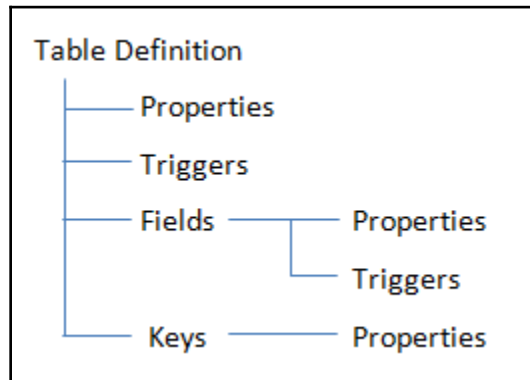 Table Definition
Properties
Triggers
Fields Properties
Triggers
Keys Properties